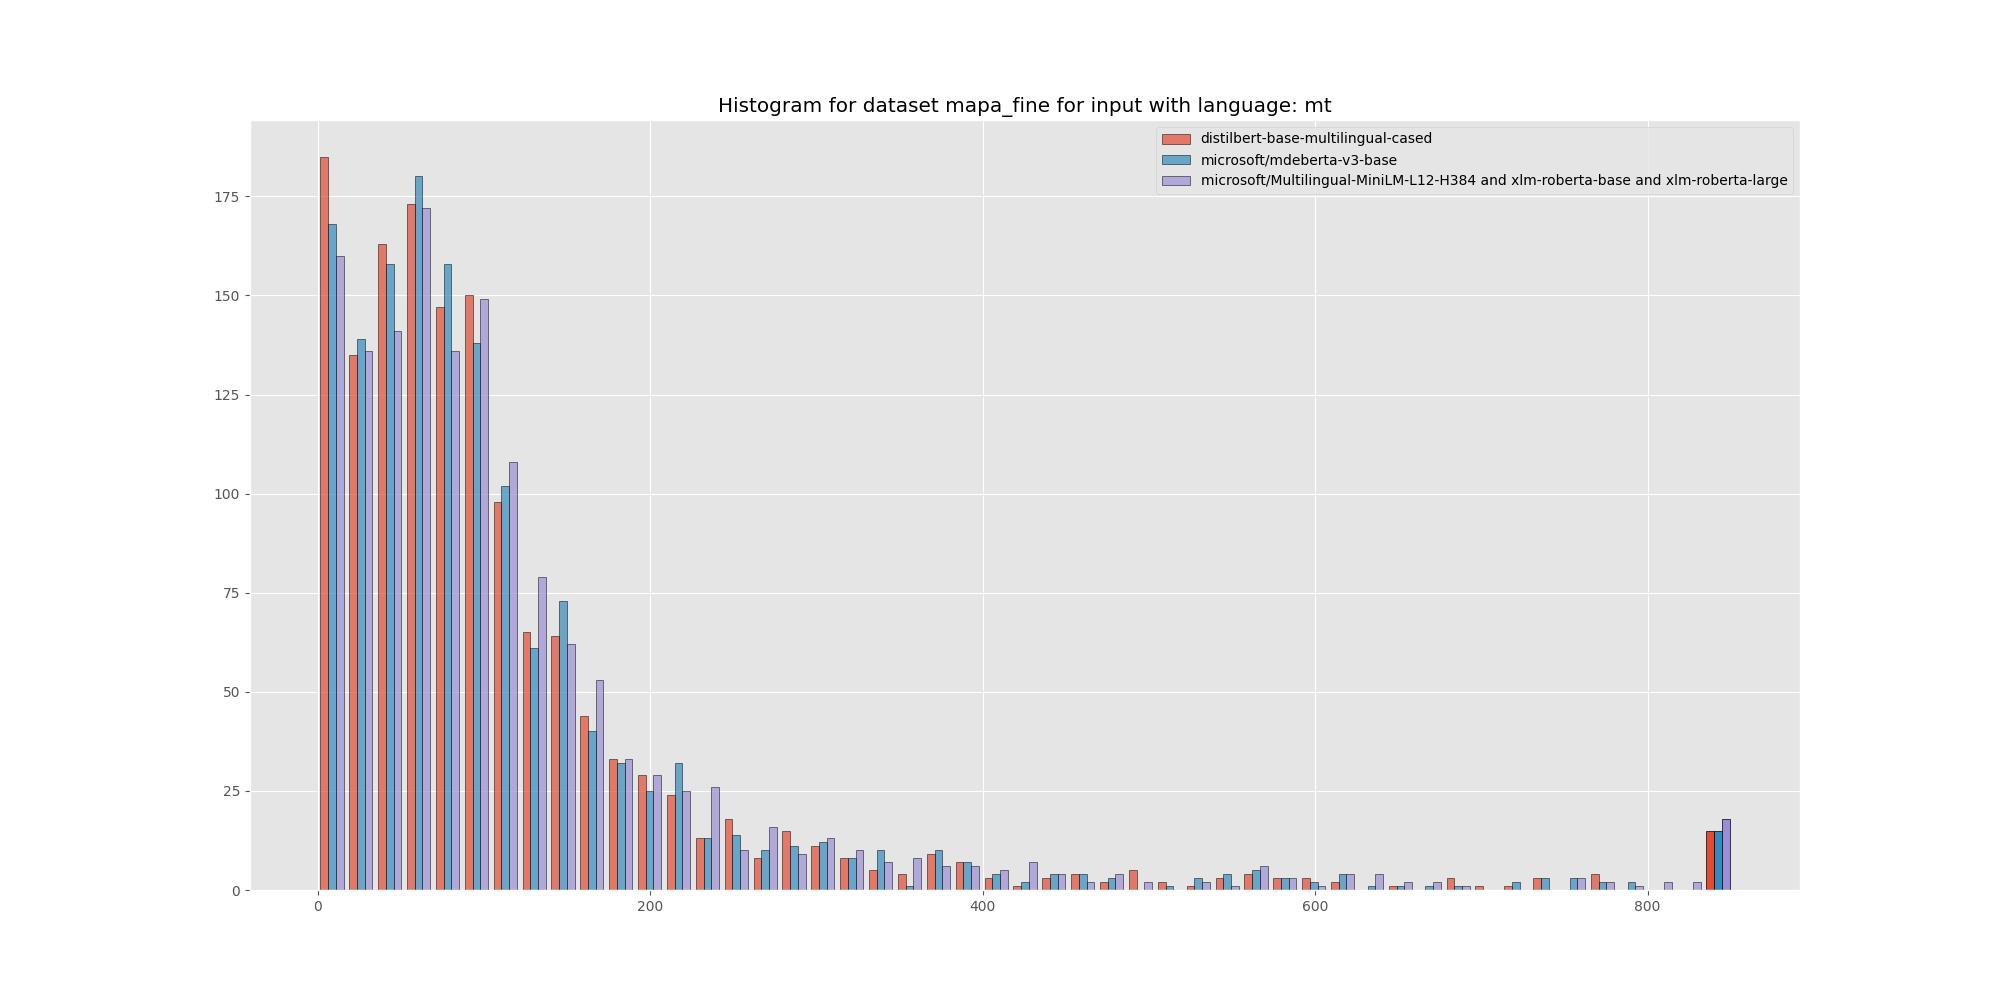 Histogram for dataset mapa_fine for input with language: mt
distilbert-base-multilingual-cased
microsoft/mdeberta-v3-base
microsoft/Multilingual-MiniLM-L12-H384 and xlm-roberta-base and xlm-roberta-large
175
150
125
100
75
50
25
0
0 200 400 600 800